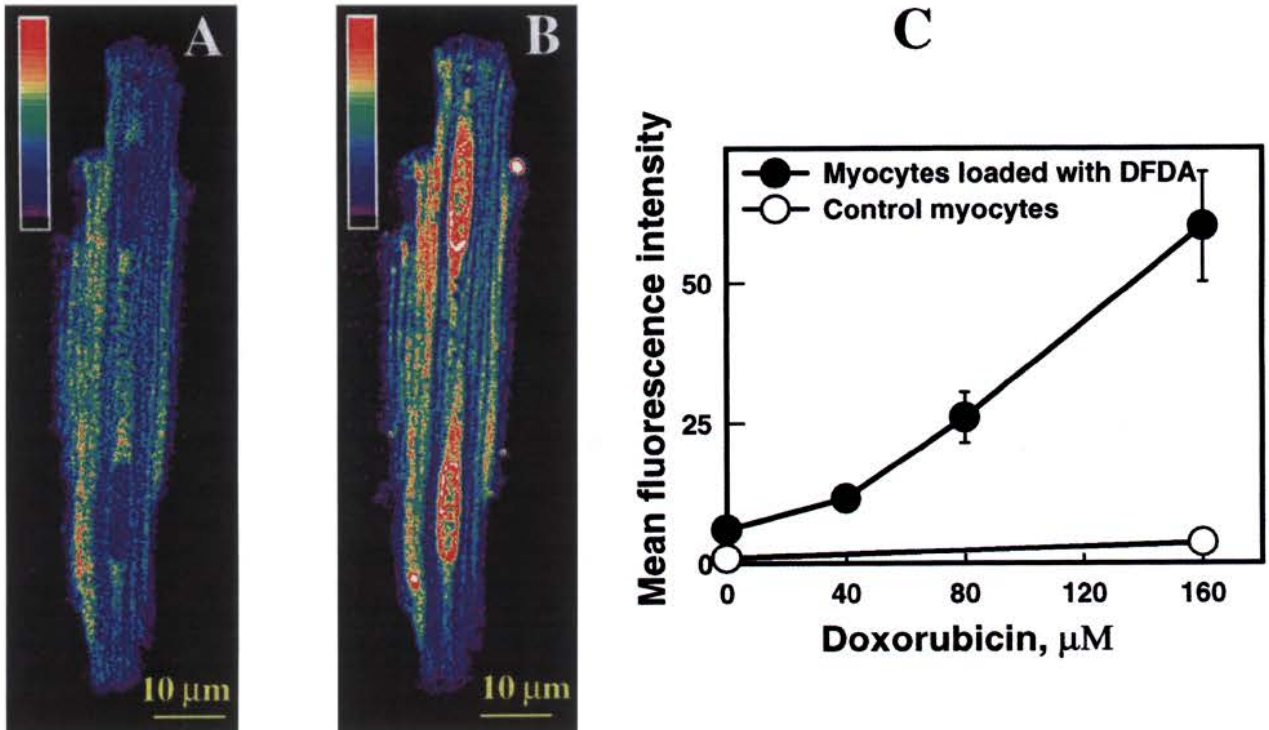 A
B
C
10 μm
10 μm
Mean fluorescence intensity
Myocytes loaded with DFDA
Control myocytes
50
25
0
0 40 80 120 160
Doxorubicin, μM